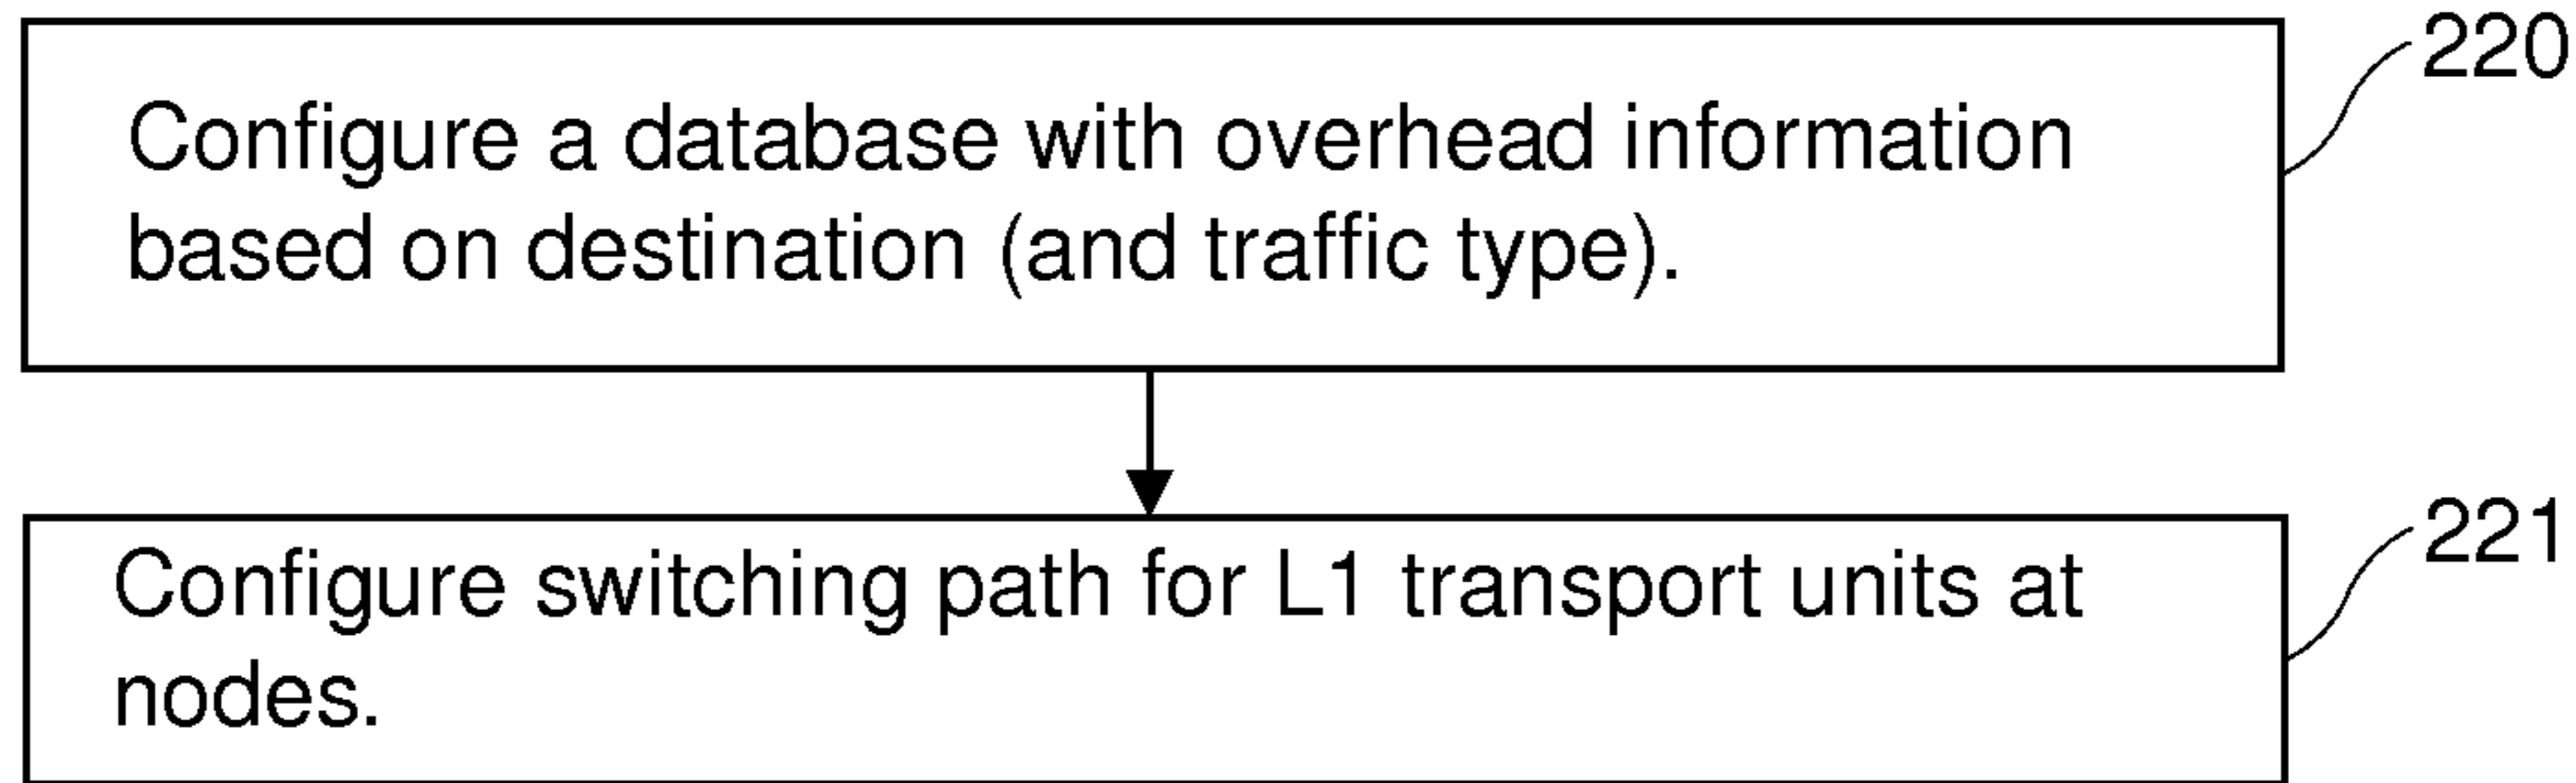 220
Configure a database with overhead information
based on destination (and traffic type).
221
Configure switching path for L1 transport units at
nodes.